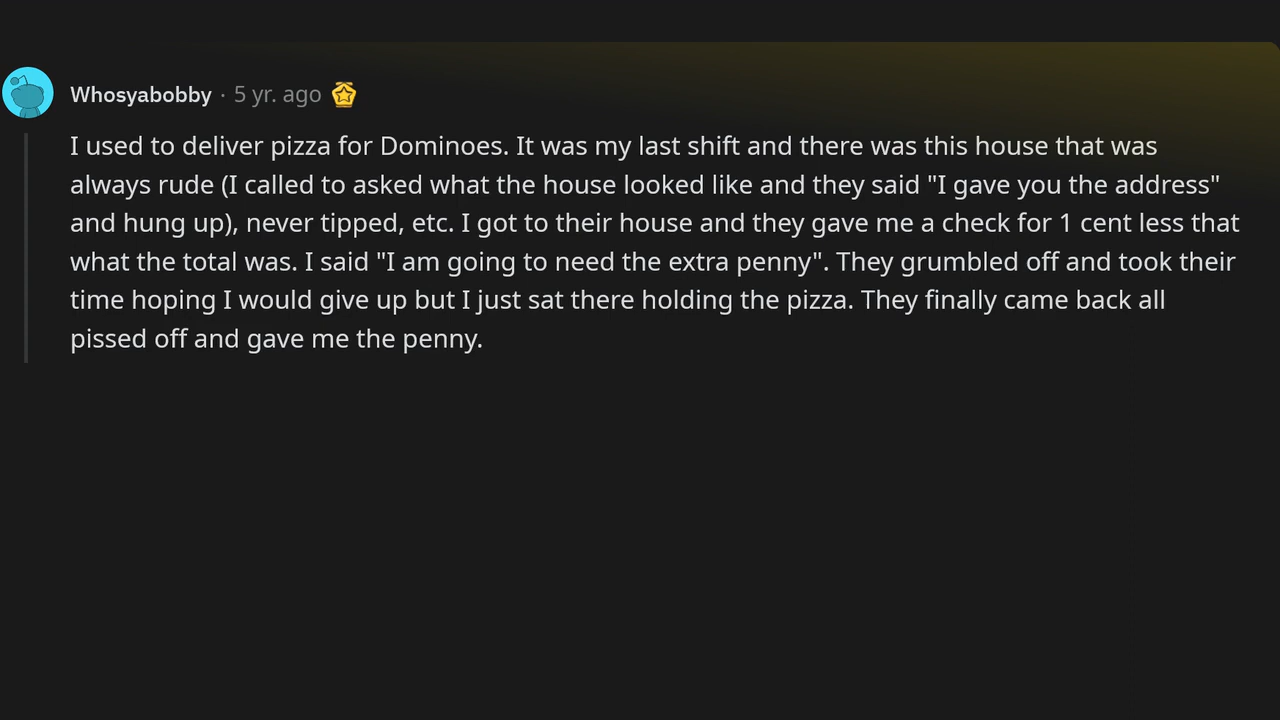 Whosyabobby · 5 yr. ago
I used to deliver pizza for Dominoes. It was my last shift and there was this house that was
always rude (I called to asked what the house looked like and they said "I gave you the address"
and hung up), never tipped, etc. I got to their house and they gave me a check for 1 cent less that
what the total was. I said "I am going to need the extra penny". They grumbled off and took their
time hoping I would give up but I just sat there holding the pizza. They finally came back all
pissed off and gave me the penny.